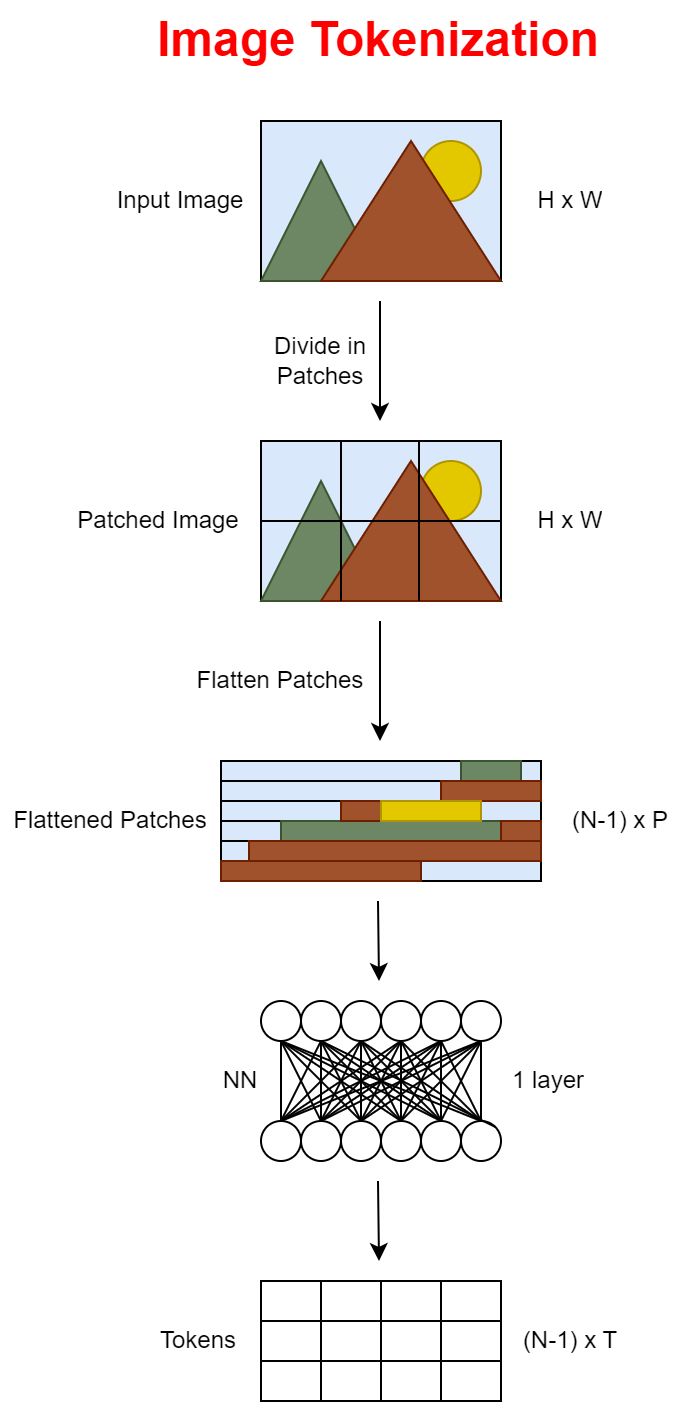 Image Tokenization
Input Image
H x W
Divide in
Patches
Patched Image
H x W
Flatten Patches
Flattened Patches
(N-1) x P
NN
1 layer
Tokens
(N-1) x T